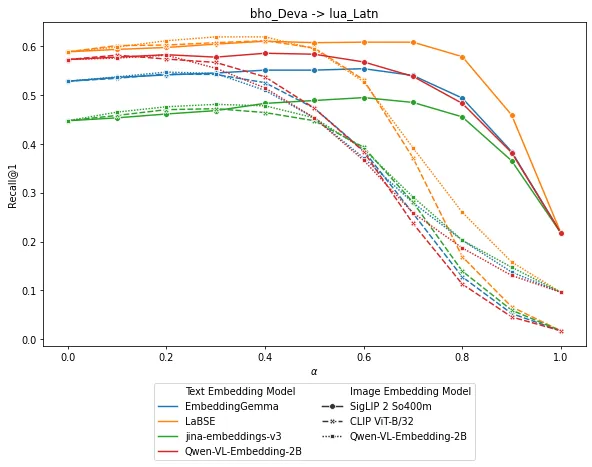 bho_Deva -> lua_Latn
Recall@1
0.6
0.5
0.4
0.3
0.2
0.1
0.0
0.0 0.2 0.4 0.6 0.8 1.0
α
Text Embedding Model Image Embedding Model
EmbeddingGemma SigLIP 2 So400m
LaBSE CLIP ViT-B/32
jina-embeddings-v3 Qwen-VL-Embedding-2B
Qwen-VL-Embedding-2B